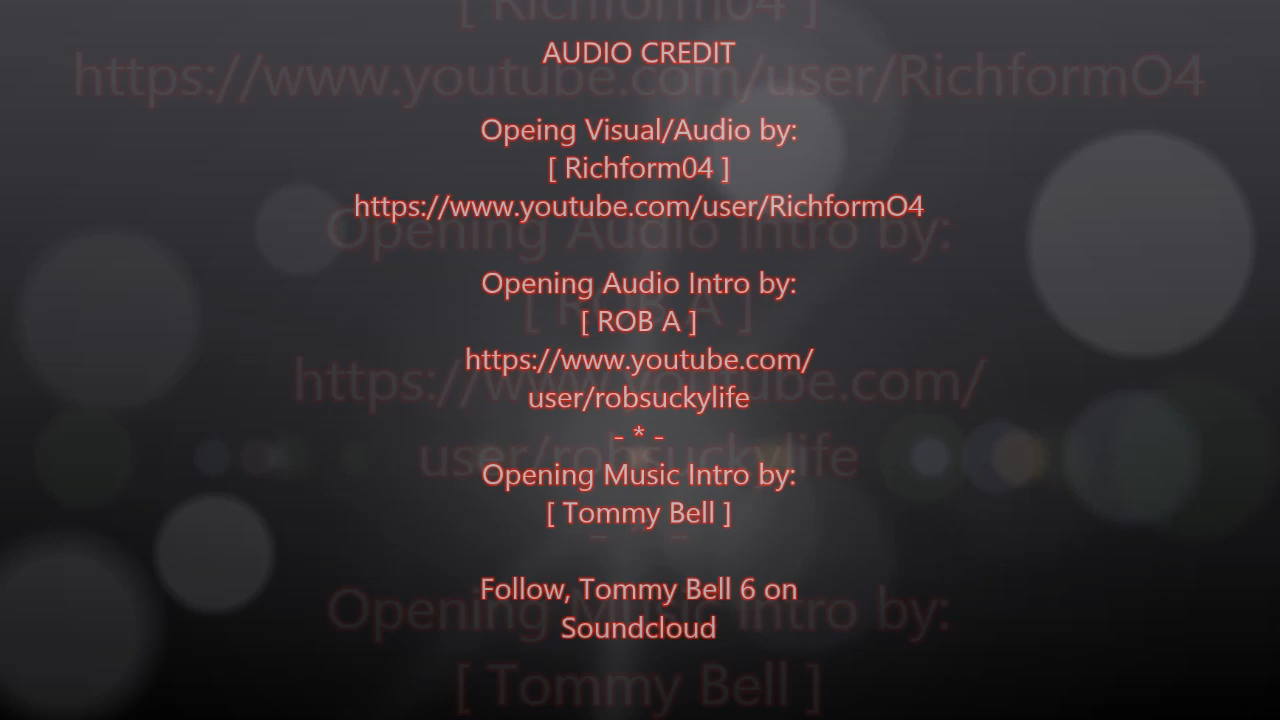 AUDIO CREDIT
Opeing Visual/Audio by:
[ Richform04 ]
https://www.youtube.com/user/RichformO4
Opening Audio Intro by:
[ ROB A ]
https://www.youtube.com/
user/robsuckylife
- * -
Opening Music Intro by:
[ Tommy Bell ]
Follow, Tommy Bell 6 on
Soundcloud